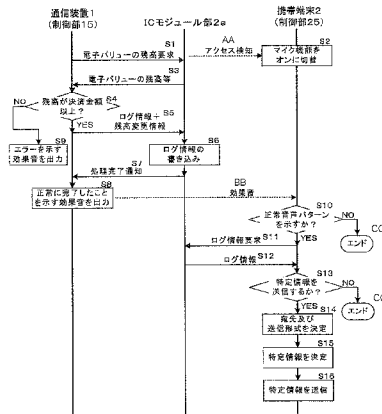 通信装置1
(制御部15)
ICモジュール部2a
携帯端末2
(制御部25)
S1
電子バリューの残高要求
AA
アクセス検知
S2
マイク機能を
オンに切替
S3
電子バリューの残高等
S4
残高が決済金額
以上?
NO
YES
S5
ログ情報+
残高変更情報
S9
エラーを示す
効果音を出力
S6
ログ情報の
書き込み
S7
処理完了通知
S8
正常に完了したこと
を示す効果音を出力
BB
効果音
S10
正常音声パターン
を示すか?
NO
CC
エンド
YES
S11
ログ情報要求
S12
ログ情報
S13
特定情報を
送信するか?
NO
CC
エンド
YES
S14
宛先及び
送信形式を決定
S15
特定情報を決定
S16
特定情報を送信